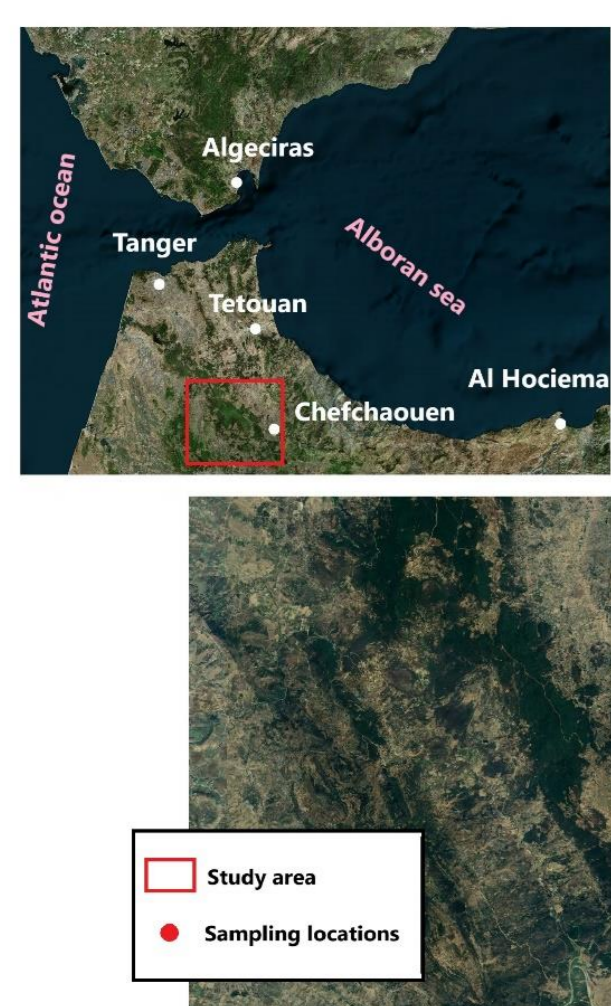 Algeciras
Atlantic ocean
Tanger
Alboran sea
Tetouan
Al Hociema
Chefchaouen
Study area
Sampling locations